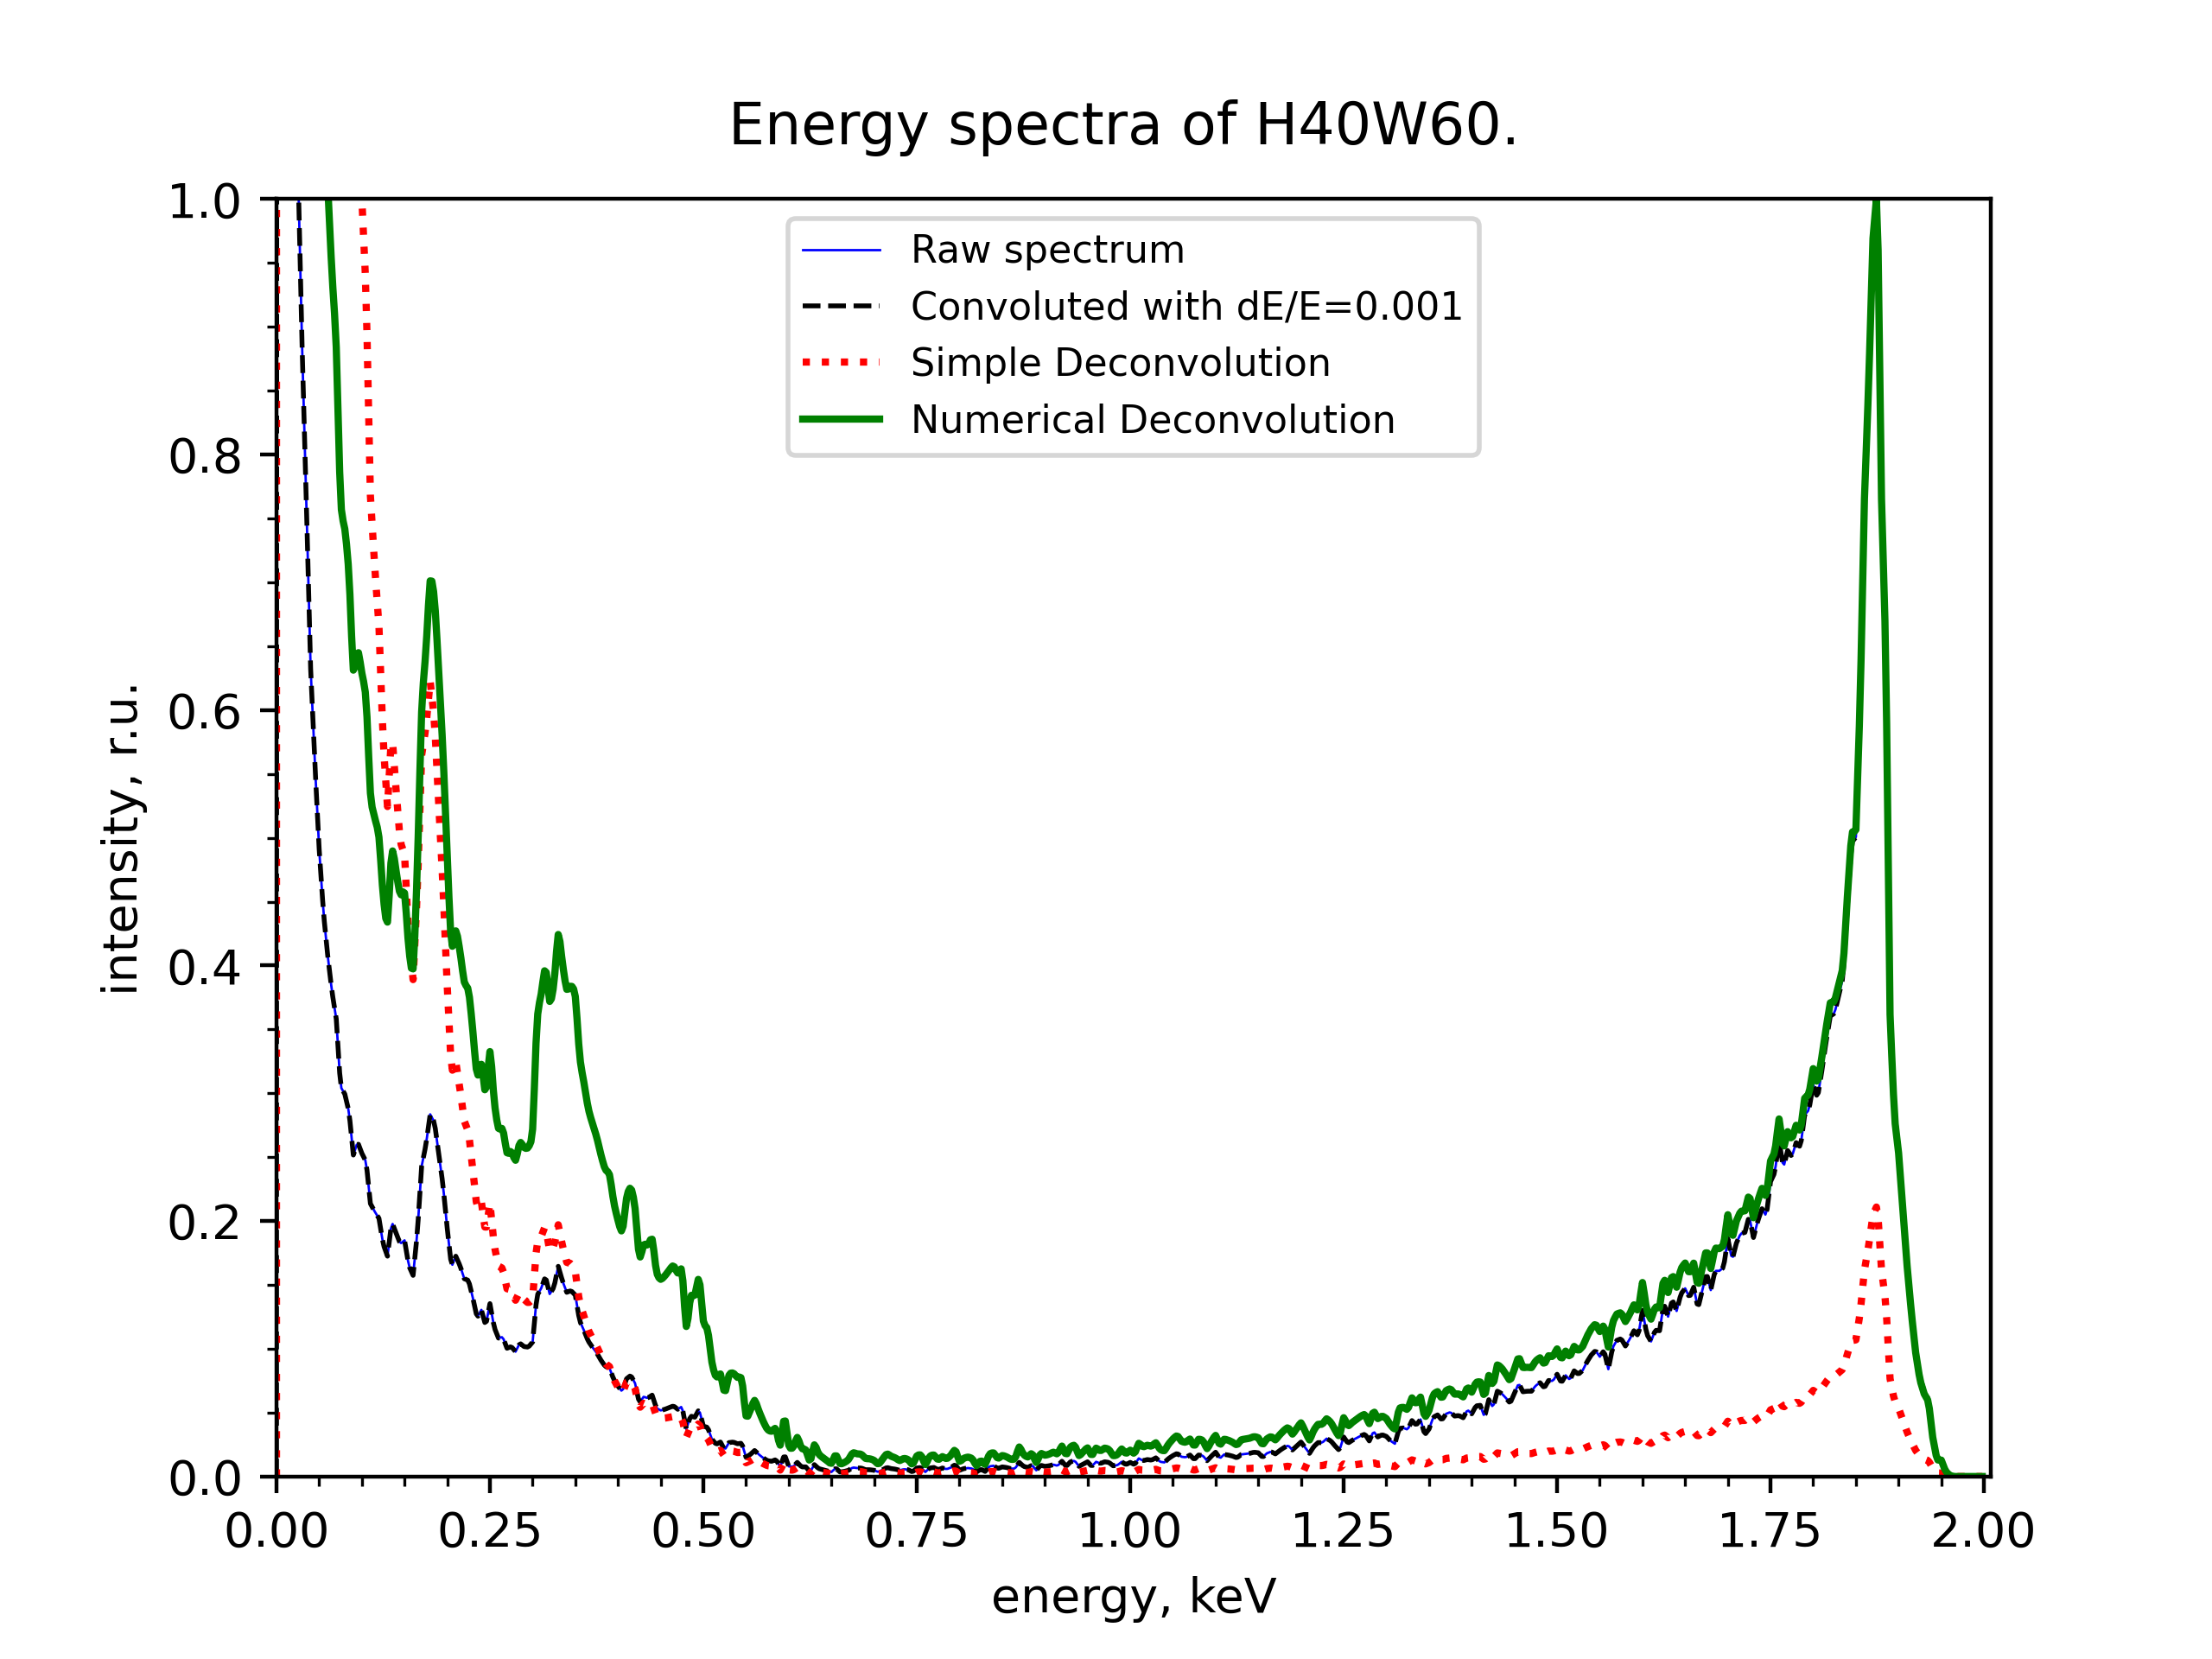 Energy spectra of H40W60.
Raw spectrum
Convoluted with dE/E=0.001
Simple Deconvolution
Numerical Deconvolution
intensity, r.u.
1.0
0.8
0.6
0.4
0.2
0.0
0.00 0.25 0.50 0.75 1.00 1.25 1.50 1.75 2.00
energy, keV